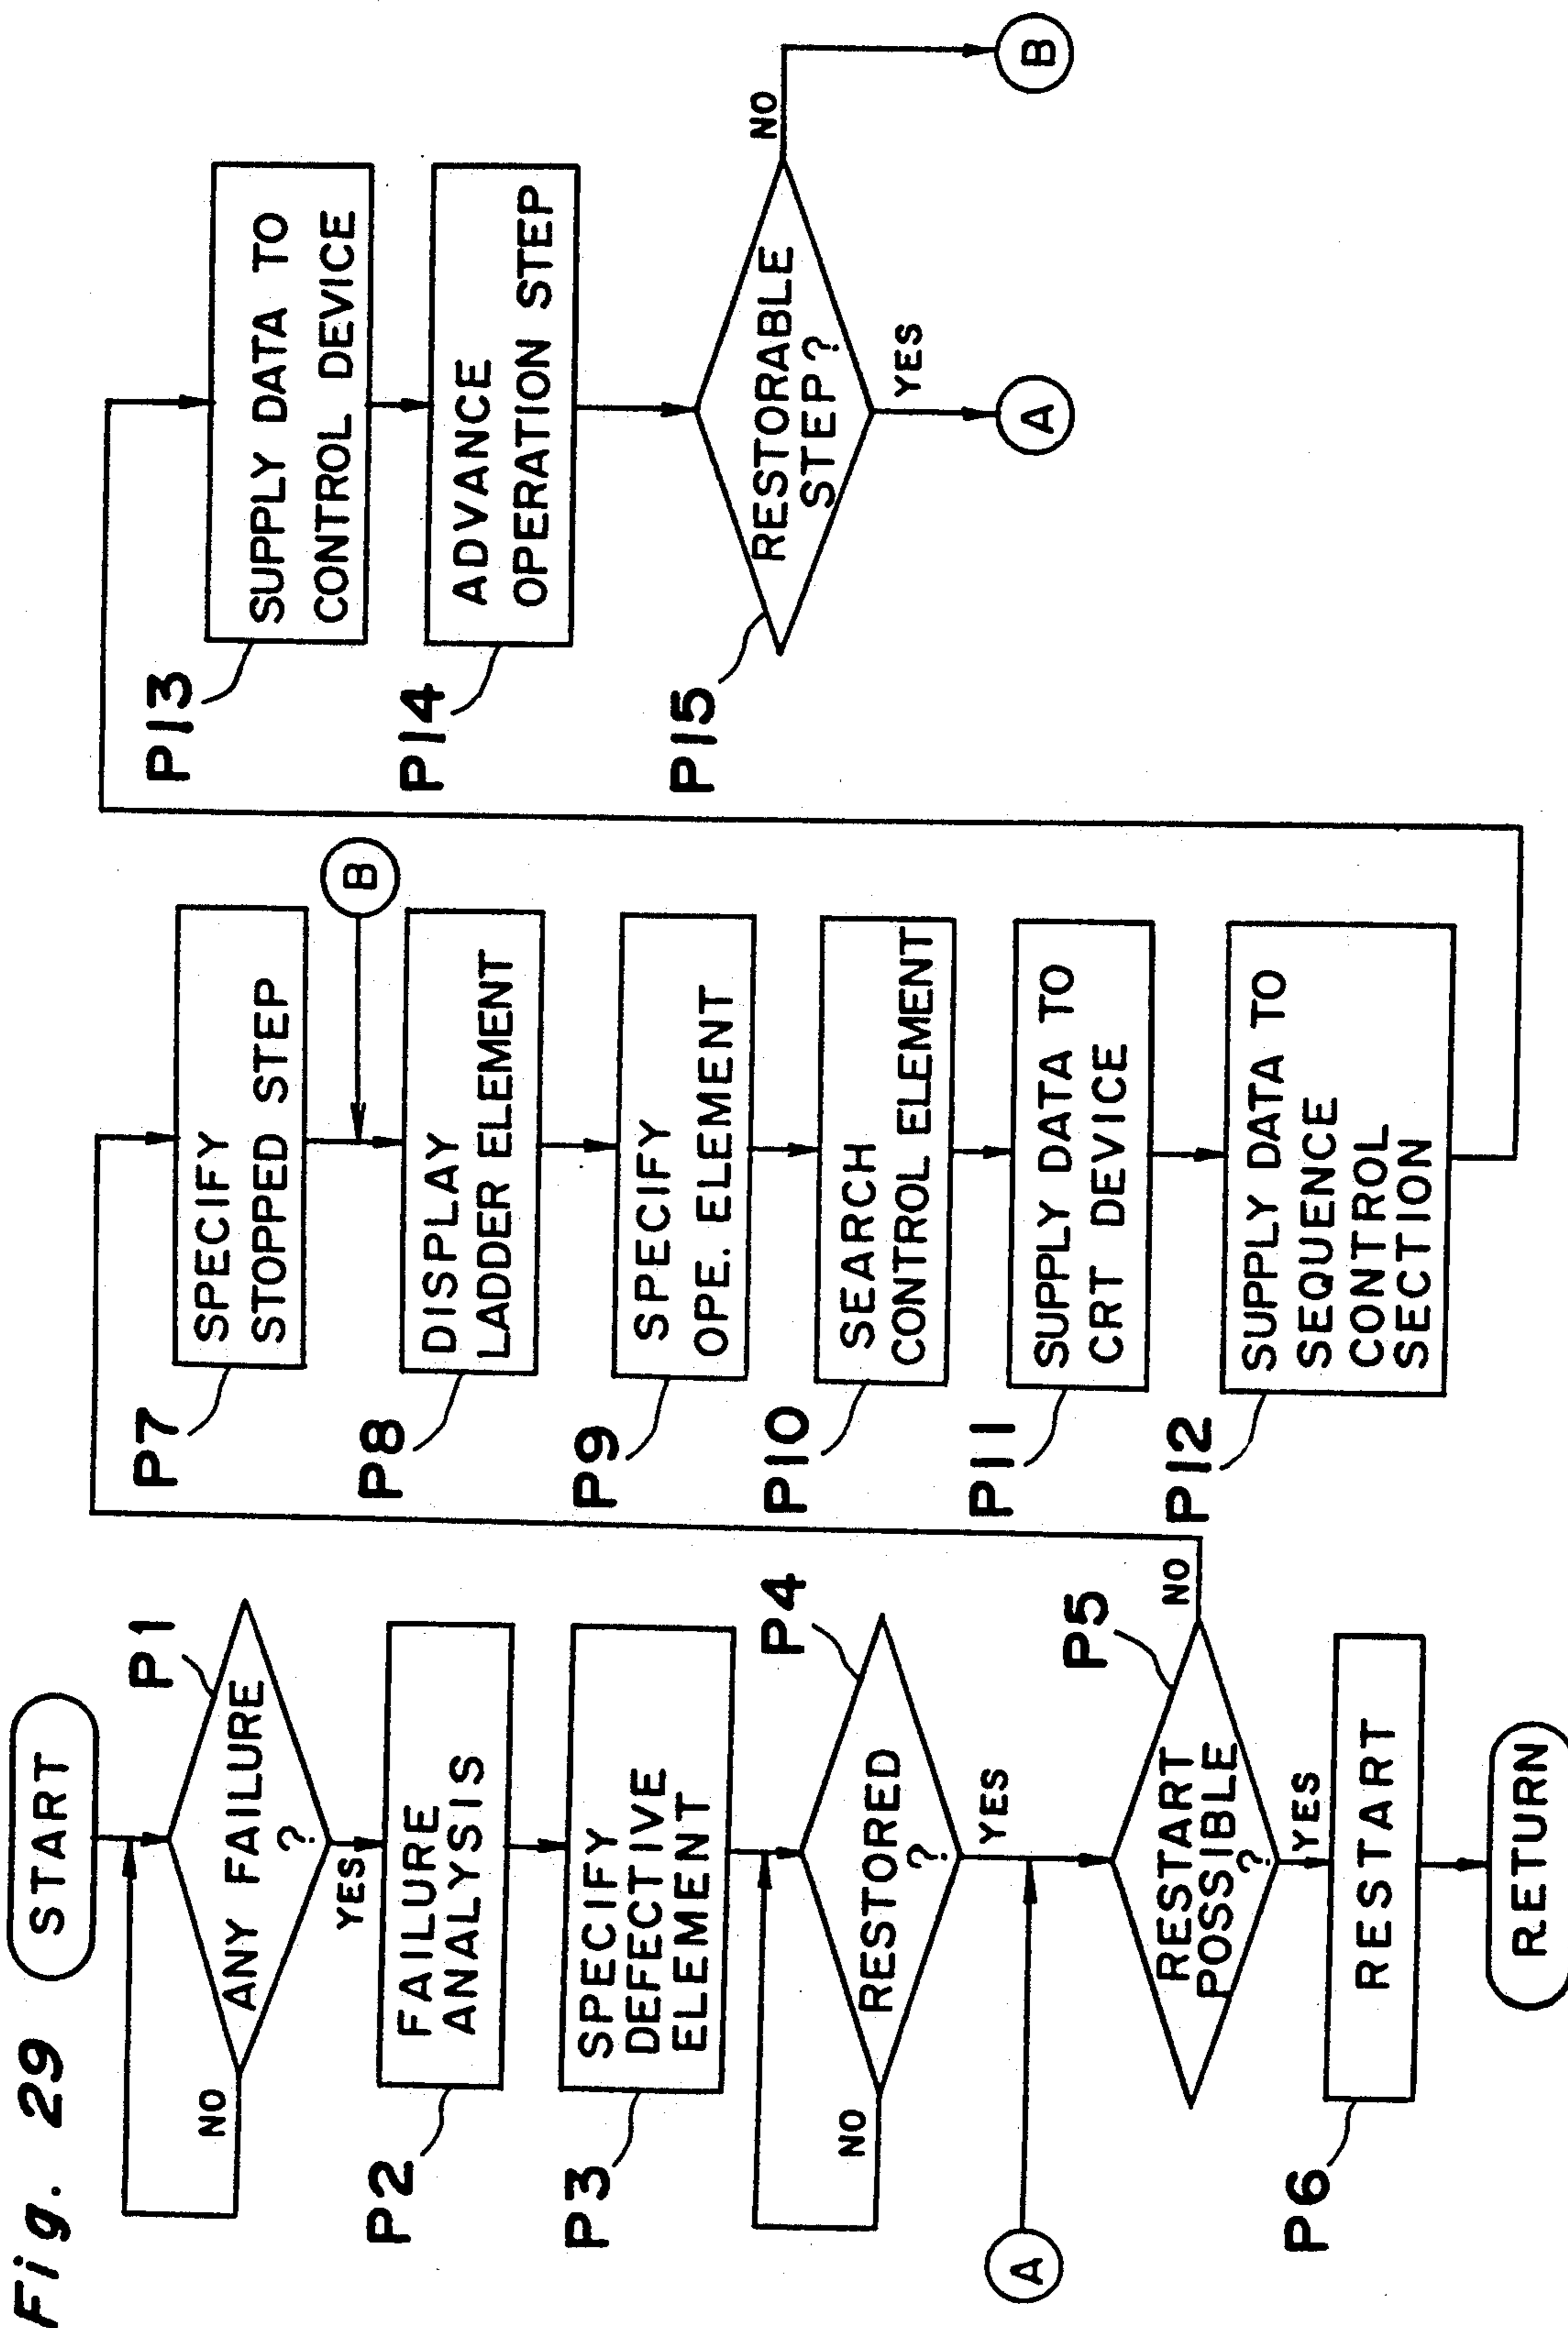 Fig. 29
START
P1
ANY FAILURE
?
NO
YES
P2
FAILURE
ANALYSIS
P3
SPECIFY
DEFECTIVE
ELEMENT
P4
RESTORED
?
NO
YES
A
P5
RESTART
POSSIBLE
?
NO
YES
P6
RESTART
RETURN
P7
SPECIFY
STOPPED STEP
B
P8
DISPLAY
LADDER ELEMENT
P9
SPECIFY
OPE. ELEMENT
P10
SEARCH
CONTROL ELEMENT
P11
SUPPLY DATA TO
CRT DEVICE
P12
SUPPLY DATA TO
SEQUENCE
CONTROL
SECTION
P13
SUPPLY DATA TO
CONTROL DEVICE
P14
ADVANCE
OPERATION STEP
P15
RESTORABLE
STEP?
NO
YES
B
A